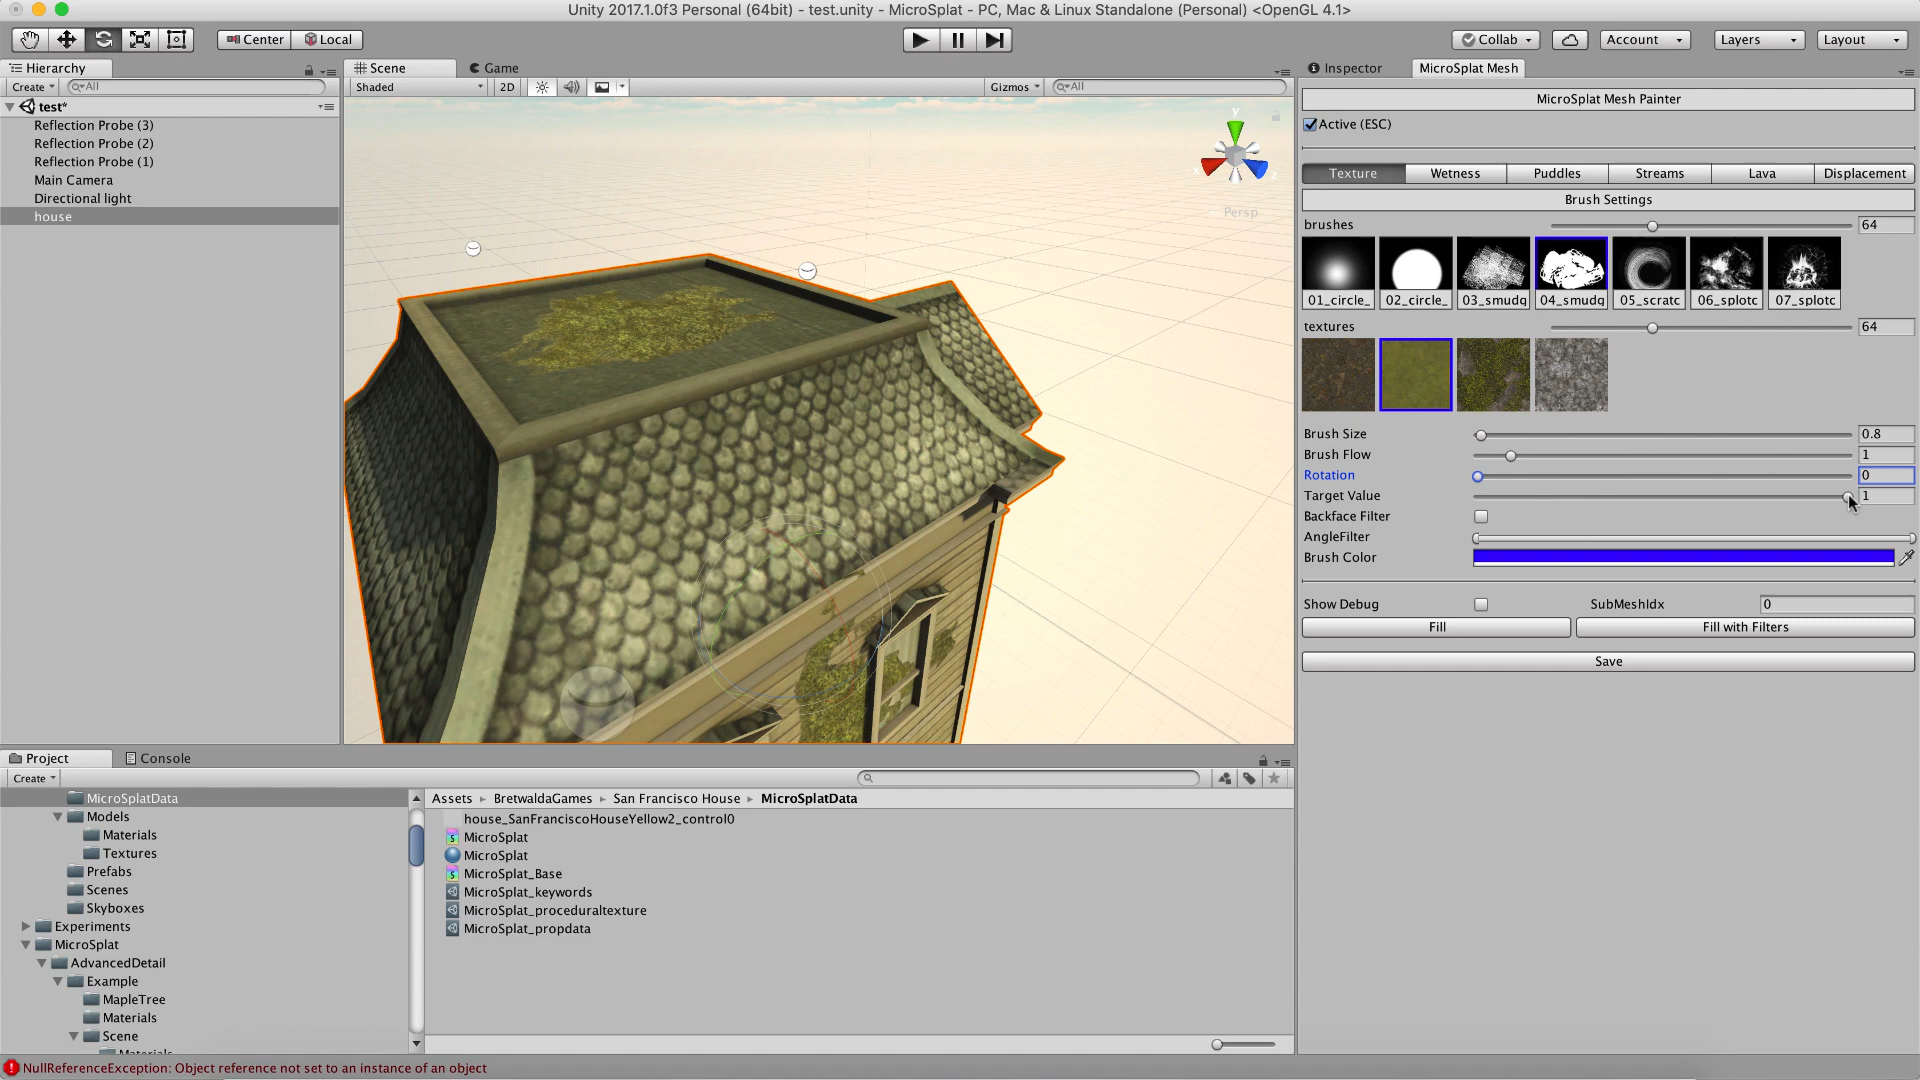 Unity 2017.1.0f3 Personal (64bit) - test.unity - MicroSplat - PC, Mac & Linux Standalone (Personal) <OpenGL 4.1>
Center Local Collab Account Layers Layout
Hierarchy Scene Game Inspector MicroSplat Mesh
Create All Shaded 2D Gizmos All
test*
Reflection Probe (3)
Reflection Probe (2)
Reflection Probe (1)
Main Camera
Directional light
house
y
x
z
Persp
MicroSplat Mesh Painter
Active (ESC)
Texture Wetness Puddles Streams Lava Displacement
Brush Settings
brushes 64
01_circle_ 02_circle_ 03_smudg 04_smudg 05_scratc 06_splotc 07_splotc
textures 64
Brush Size 0.8
Brush Flow 1
Rotation 0
Target Value 1
Backface Filter
AngleFilter
Brush Color
Show Debug SubMeshIdx 0
Fill Fill with Filters
Save
Project Console
Create
MicroSplatData
Models
Materials
Textures
Prefabs
Scenes
Skyboxes
Experiments
MicroSplat
AdvancedDetail
Example
MapleTree
Materials
Scene
Materials
Assets BretwaldaGames San Francisco House MicroSplatData
house_SanFranciscoHouseYellow2_control0
MicroSplat
MicroSplat
MicroSplat_Base
MicroSplat_keywords
MicroSplat_proceduraltexture
MicroSplat_propdata
NullReferenceException: Object reference not set to an instance of an object